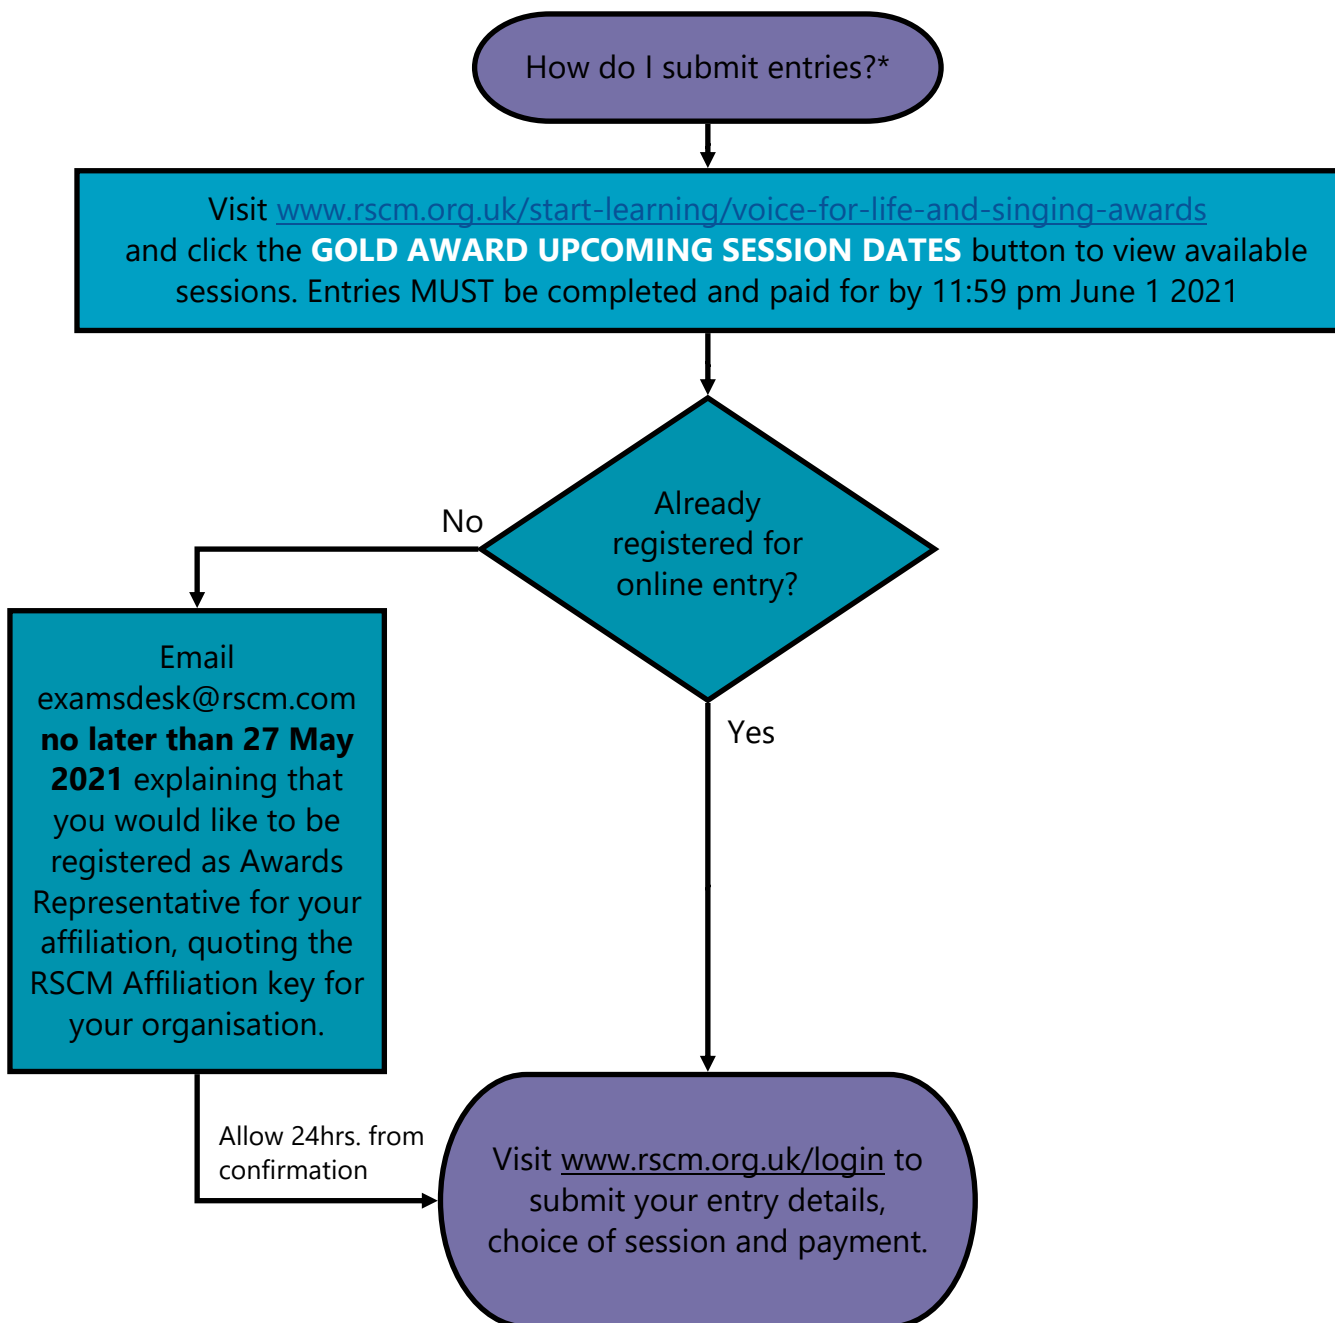 How do I submit entries?*
Visit www.rscm.org.uk/start-learning/voice-for-life-and-singing-awards
and click the GOLD AWARD UPCOMING SESSION DATES button to view available
sessions. Entries MUST be completed and paid for by 11:59 pm June 1 2021
Already
registered for
online entry?
No
Yes
Email
examsdesk@rscm.com
no later than 27 May
2021 explaining that
you would like to be
registered as Awards
Representative for your
affiliation, quoting the
RSCM Affiliation key for
your organisation.
Allow 24hrs. from
confirmation
Visit www.rscm.org.uk/login to
submit your entry details,
choice of session and payment.